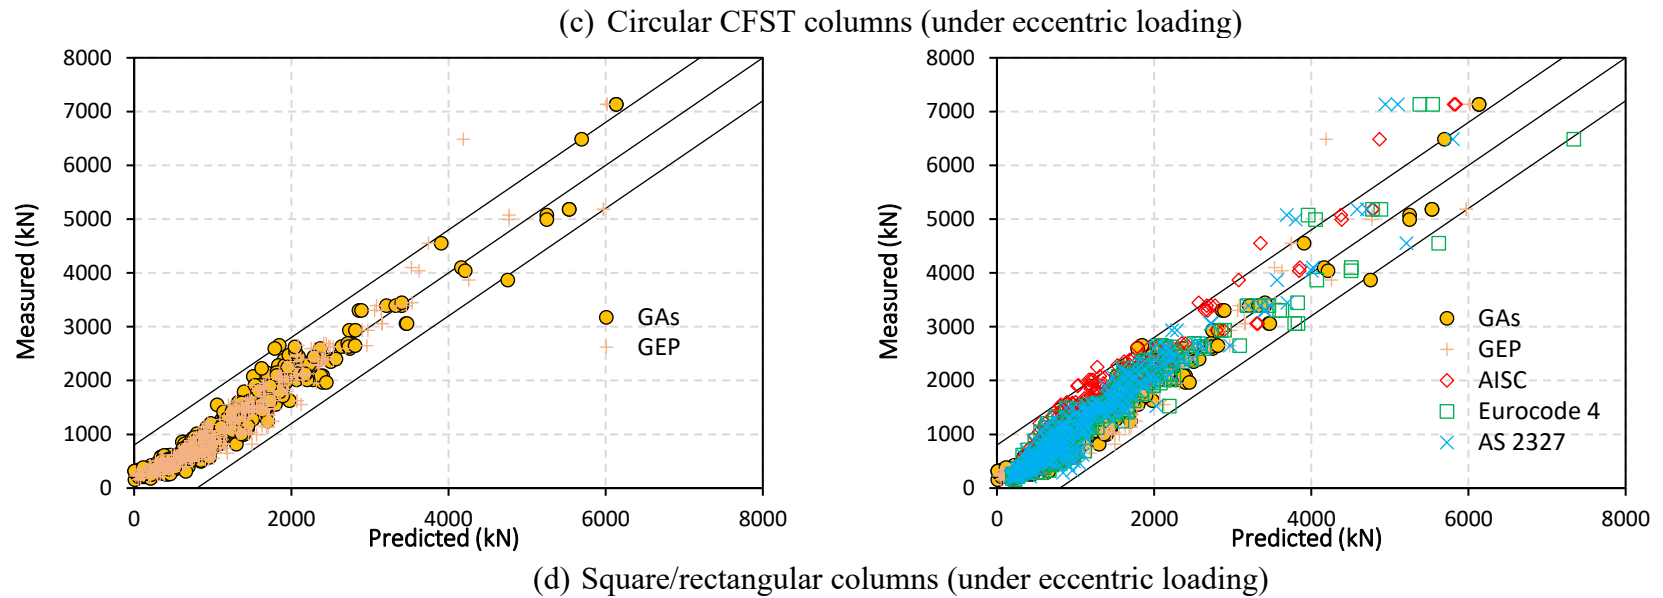 (c) Circular CFST columns (under eccentric loading)
8000
7000
6000
5000
4000
3000
2000
1000
0
Measured (kN)
0 2000 4000 6000 8000
Predicted (kN)
GAs
GEP
8000
7000
6000
5000
4000
3000
2000
1000
0
Measured (kN)
0 2000 4000 6000 8000
Predicted (kN)
GAs
GEP
AISC
Eurocode 4
AS 2327
(d) Square/rectangular columns (under eccentric loading)